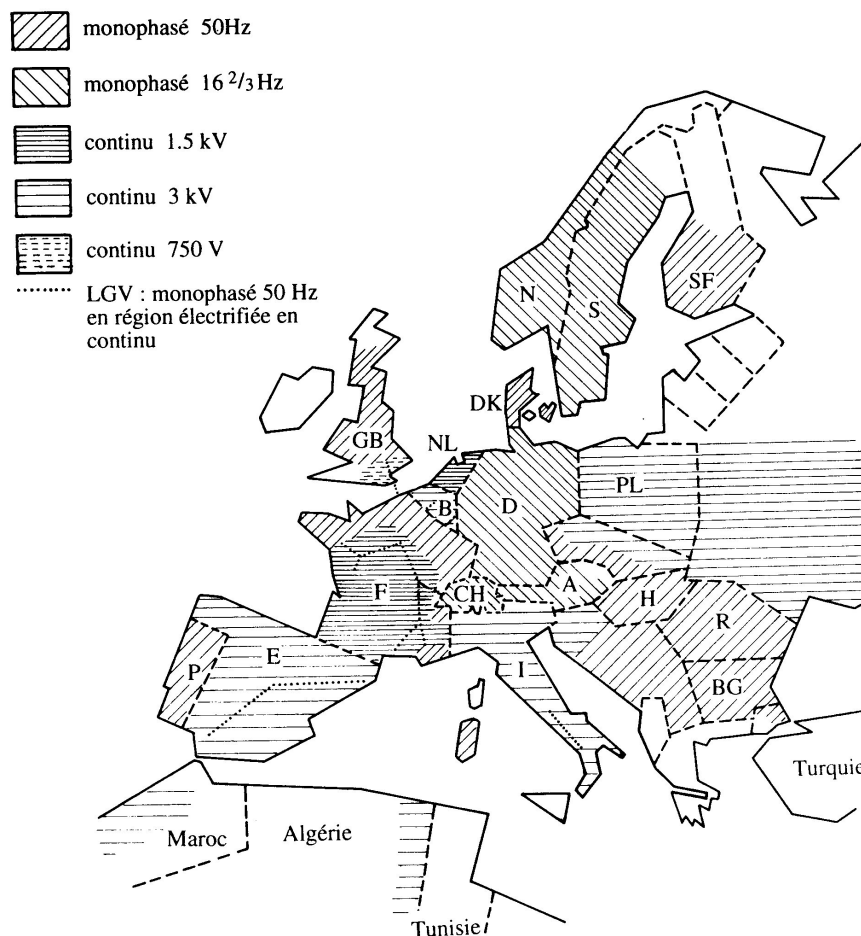 monophasé 50Hz
monophasé 16 2/3 Hz
continu 1.5 kV
continu 3 kV
continu 750 V
LGV : monophasé 50 Hz
en région électrifiée en
continu
N
S
SF
DK
GB
NL
B
D
PL
F
CH
A
H
R
P
E
I
BG
Turquie
Maroc
Algérie
Tunisie